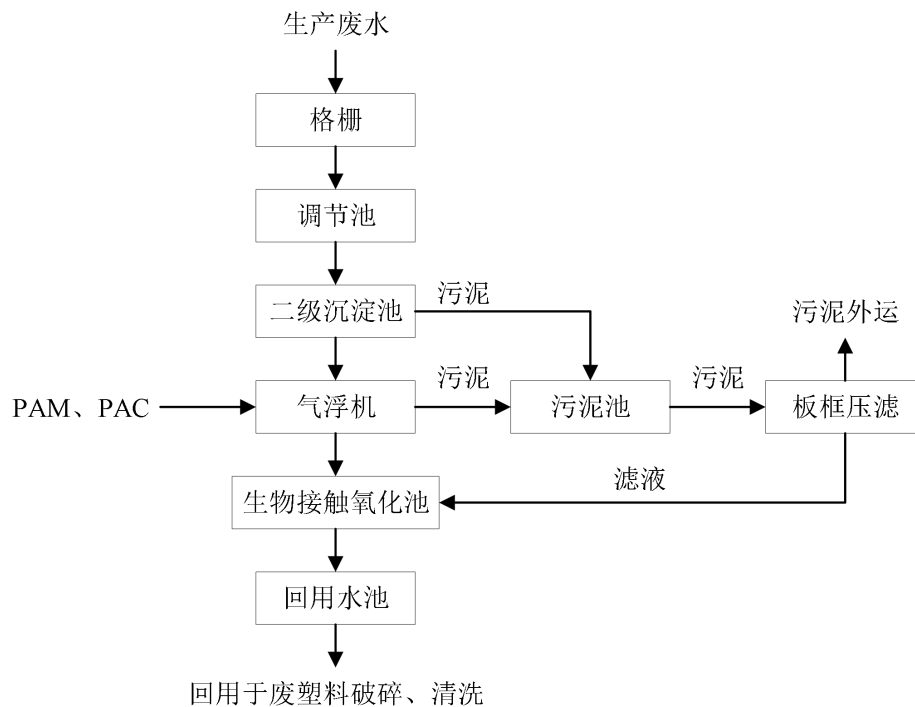 生产废水
格栅
调节池
二级沉淀池
污泥
污泥外运
PAM、PAC
气浮机
污泥
污泥池
污泥
板框压滤
滤液
生物接触氧化池
回用水池
回用于废塑料破碎、清洗